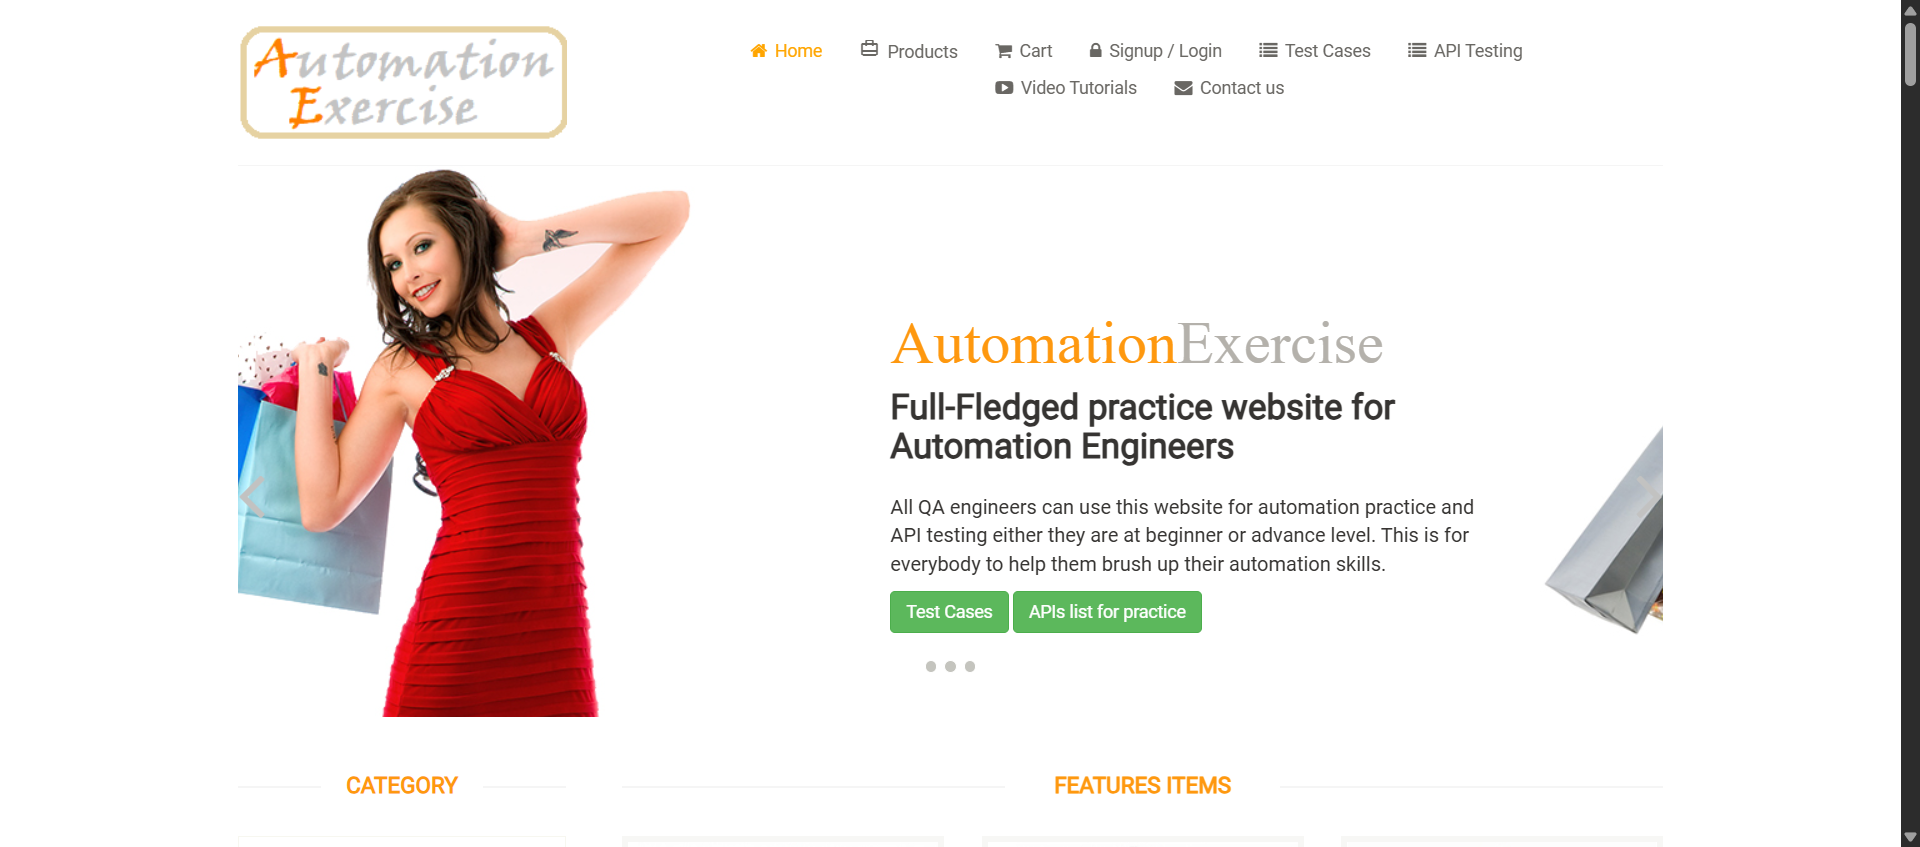 Automation
Exercise
Home
Products
Cart
Signup / Login
Test Cases
API Testing
Video Tutorials
Contact us
AutomationExercise
Full-Fledged practice website for
Automation Engineers
All QA engineers can use this website for automation practice and
API testing either they are at beginner or advance level. This is for
everybody to help them brush up their automation skills.
Test Cases
APIs list for practice
CATEGORY
FEATURES ITEMS